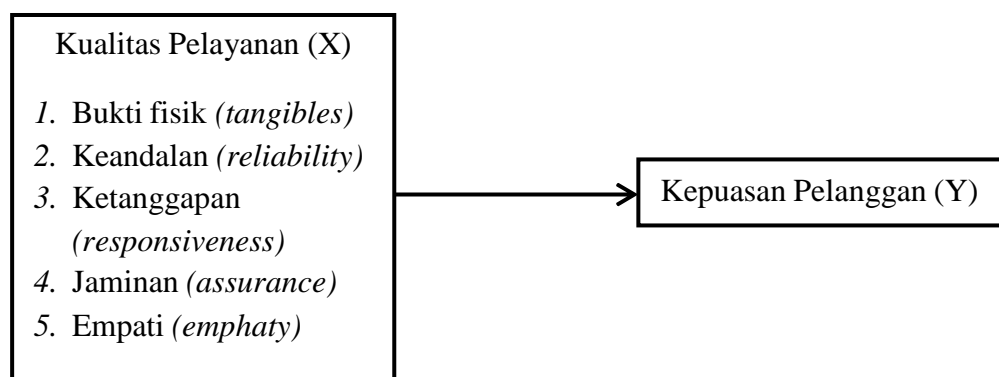 Kualitas Pelayanan (X)
1. Bukti fisik (tangibles)
2. Keandalan (reliability)
3. Ketanggapan
(responsiveness)
4. Jaminan (assurance)
5. Empati (emphaty)
Kepuasan Pelanggan (Y)